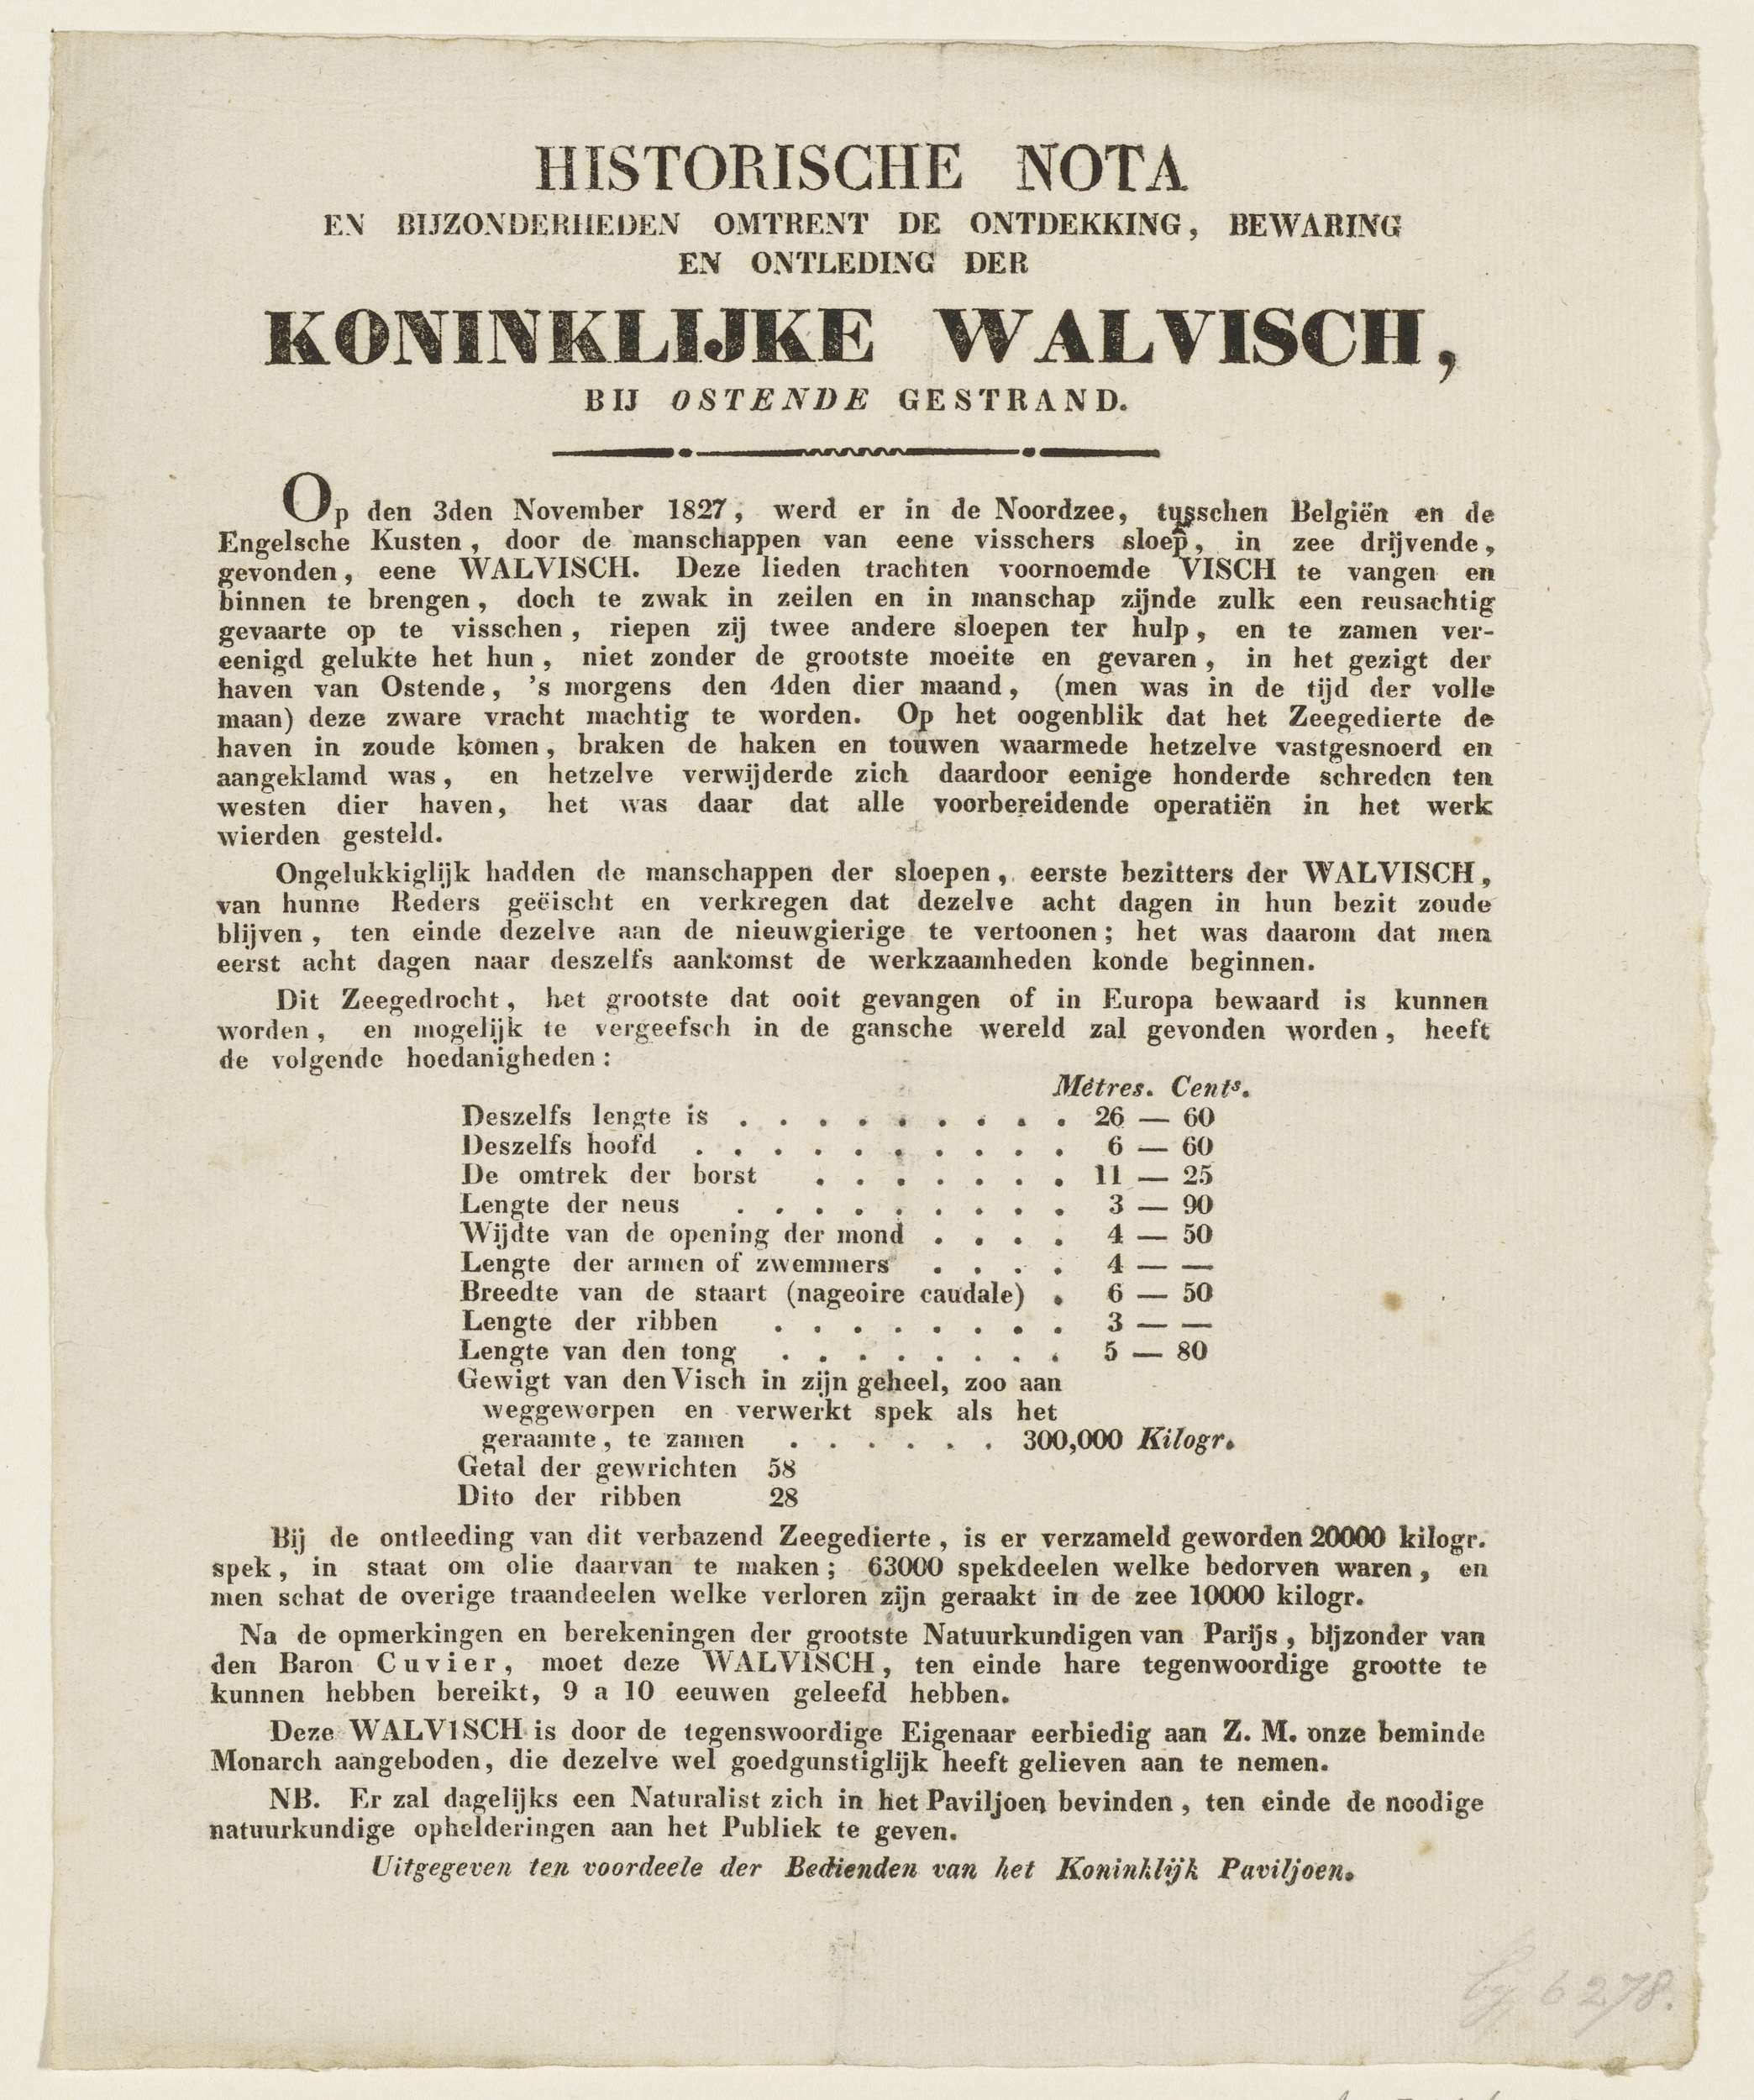 HISTORISCHE NOTA
EN BIJZONDERHEDEN OMTRENT DE ONTDEKKING, BEWARING
EN ONTLEDING DER
KONINKLIJKE WALVISCH,
BIJ OSTENDE GESTRAND.
Op den 3den November 1827, werd er in de Noordzee, tusschen Belgiën en de
Engelsche Kusten, door de manschappen van eene visschers sloep, in zee drijvende,
gevonden, eene WALVISCH. Deze lieden trachten voornoemde VISCH te vangen en
binnen te brengen, doch te zwak in zeilen en in manschap zijnde zulk een reusachtig
gevaarte op te visschen, riepen zij twee andere sloepen ter hulp, en te zamen ver-
eenigd gelukte het hun, niet zonder de grootste moeite en gevaren, in het gezigt der
haven van Ostende, 's morgens den 4den dier maand, (men was in de tijd der volle
maan) deze zware vracht machtig te worden. Op het oogenblik dat het Zeegedierte de
haven in zoude komen, braken de haken en touwen waarmede hetzelve vastgesnoerd en
aangeklamd was, en hetzelve verwijderde zich daardoor eenige honderde schreden ten
westen dier haven, het was daar dat alle voorbereidende operatiën in het werk
wierden gesteld.
Ongelukkiglijk hadden de manschappen der sloepen, eerste bezitters der WALVISCH,
van hunne Reders geëischt en verkregen dat dezelve acht dagen in hun bezit zoude
blijven, ten einde dezelve aan de nieuwgierige te vertoonen; het was daarom dat men
eerst acht dagen naar deszelfs aankomst de werkzaamheden konde beginnen.
Dit Zeegedrocht, het grootste dat ooit gevangen of in Europa bewaard is kunnen
worden, en mogelijk te vergeefsch in de gansche wereld zal gevonden worden, heeft
de volgende hoedanigheden:
Métres. Cents.
Deszelfs lengte is . . . . . . . . . 26 — 60
Deszelfs hoofd . . . . . . . . . . 6 — 60
De omtrek der borst . . . . . . . 11 — 25
Lengte der neus . . . . . . . . . 3 — 90
Wijdte van de opening der mond . . . . 4 — 50
Lengte der armen of zwemmers . . . . 4 — —
Breedte van de staart (nageoire caudale) . 6 — 50
Lengte der ribben . . . . . . . . 3 — —
Lengte van den tong . . . . . . . . 5 — 80
Gewigt van den Visch in zijn geheel, zoo aan
weggeworpen en verwerkt spek als het
geraamte, te zamen . . . . . . 300,000 Kilogr.
Getal der gewrichten 58
Dito der ribben 28
Bij de ontleeding van dit verbazend Zeegedierte, is er verzameld geworden 20000 kilogr.
spek, in staat om olie daarvan te maken; 63000 spekdeelen welke bedorven waren, en
men schat de overige traandeelen welke verloren zijn geraakt in de zee 10000 kilogr.
Na de opmerkingen en berekeningen der grootste Natuurkundigen van Parijs, bijzonder van
den Baron Cuvier, moet deze WALVISCH, ten einde hare tegenwoordige grootte te
kunnen hebben bereikt, 9 a 10 eeuwen geleefd hebben.
Deze WALVISCH is door de tegenswoordige Eigenaar eerbiedig aan Z. M. onze beminde
Monarch aangeboden, die dezelve wel goedgunstiglijk heeft gelieven aan te nemen.
NB. Er zal dagelijks een Naturalist zich in het Paviljoen bevinden, ten einde de noodige
natuurkundige ophelderingen aan het Publiek te geven.
Uitgegeven ten voordeele der Bedienden van het Koninklijk Paviljoen.
6278.